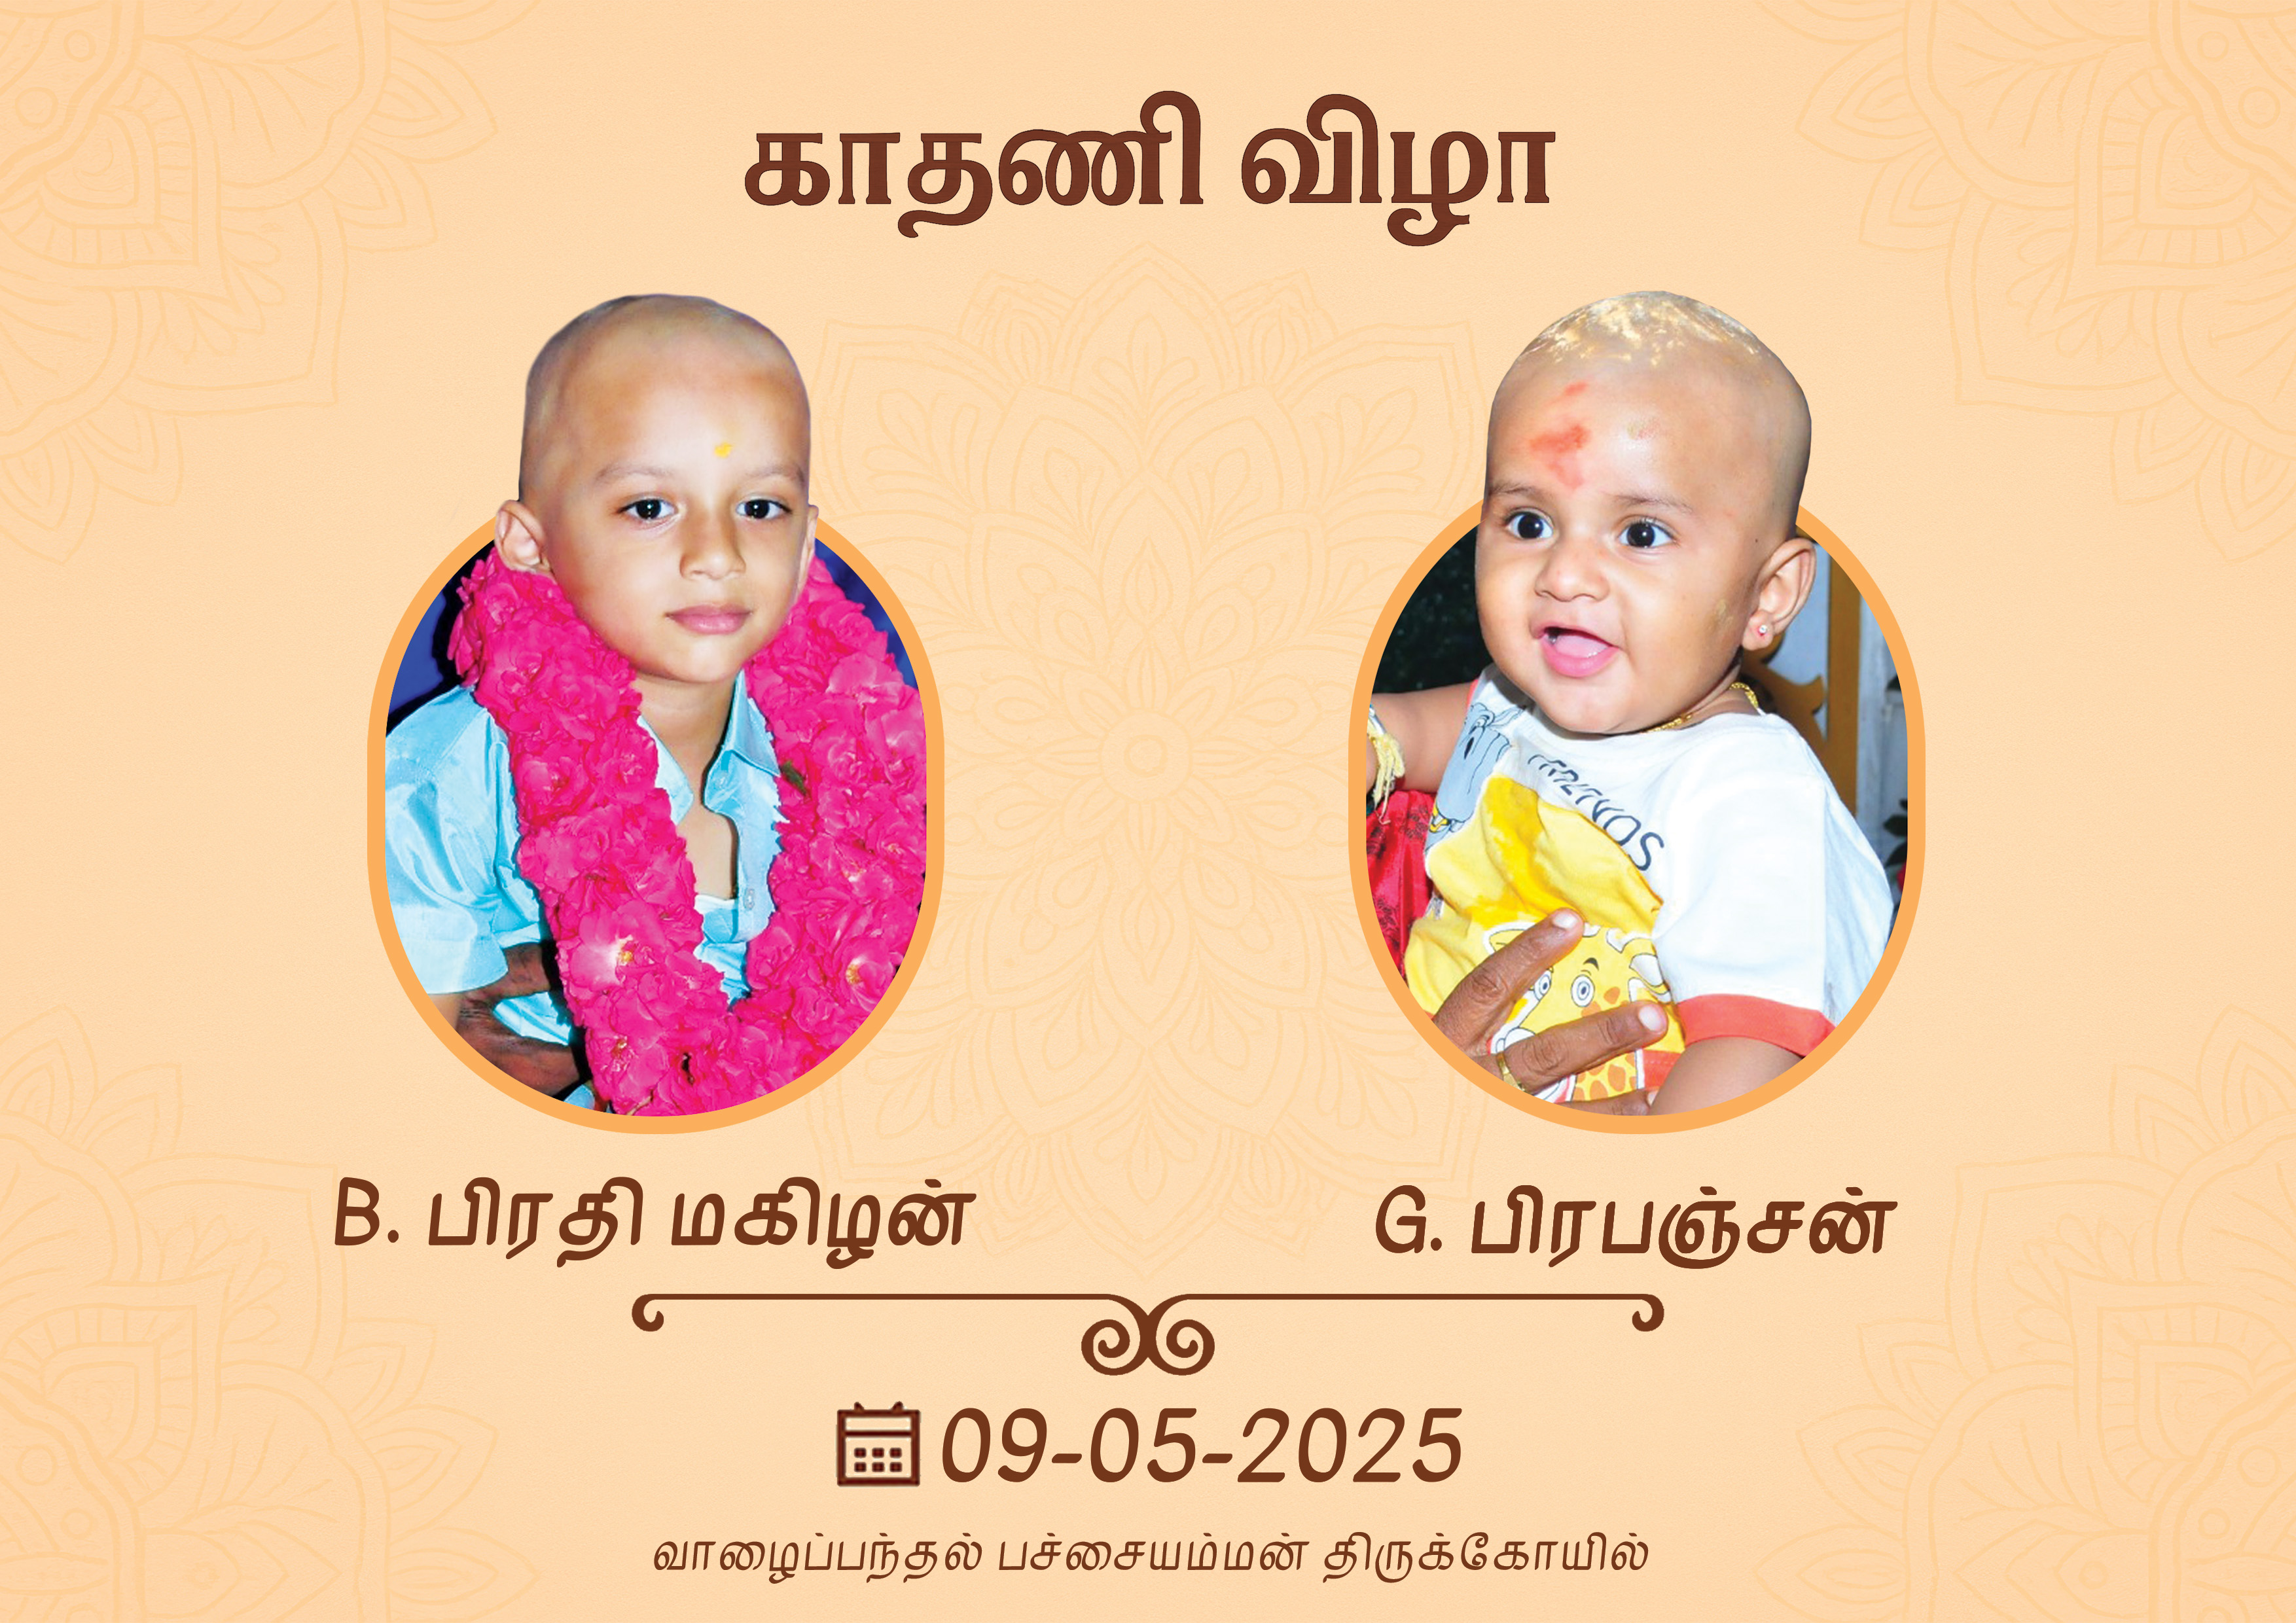 காதணி விழா
B. பிரதி மகிழன்
G. பிரபஞ்சன்
09-05-2025
வாழைப்பந்தல் பச்சையம்மன் திருக்கோயில்